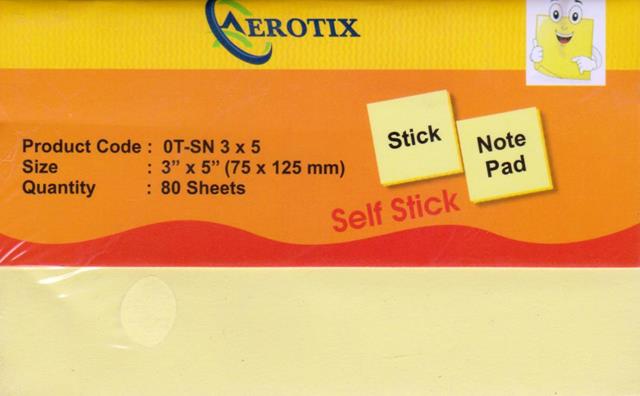 AEROTIX
Product Code : 0T-SN 3 x 5
Size : 3” x 5” (75 x 125 mm)
Quantity : 80 Sheets
Stick
Note
Pad
Self Stick